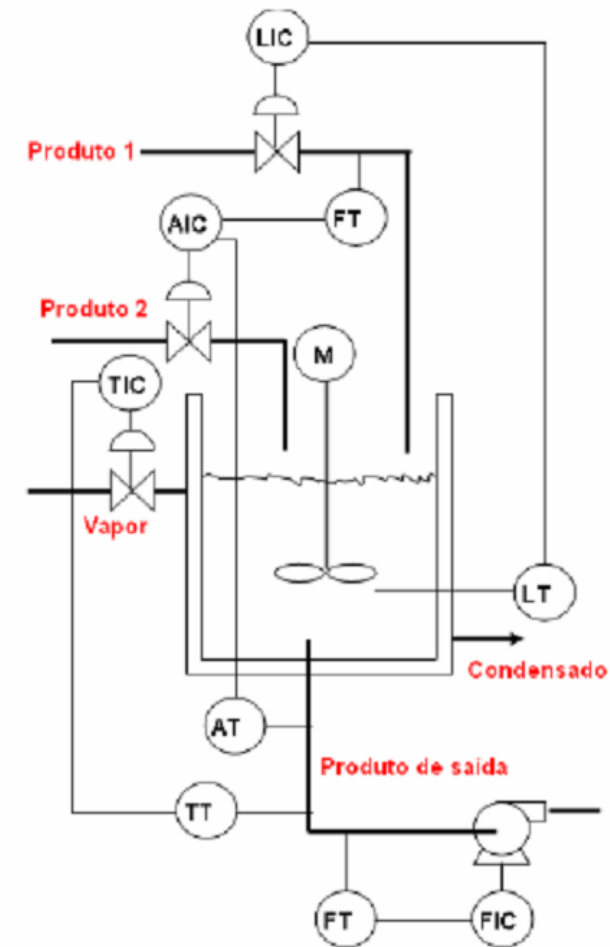 LIC
Produto 1
AIC
FT
Produto 2
M
TIC
Vapor
LT
Condensado
AT
Produto de saída
TT
FT
FIC